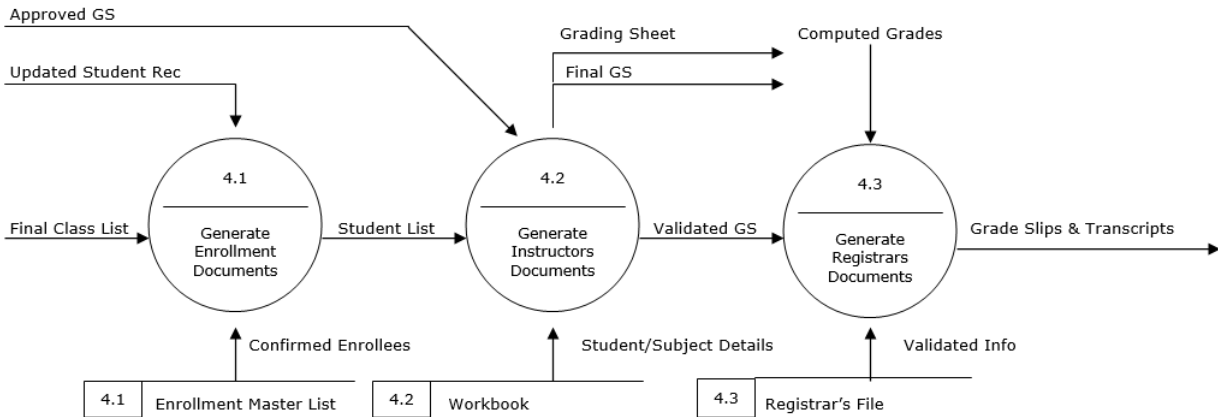 Approved GS
Grading Sheet
Computed Grades
Updated Student Rec
Final GS
4.1
4.2
4.3
Final Class List
Generate
Enrollment
Documents
Student List
Generate
Instructors
Documents
Validated GS
Generate
Registrars
Documents
Grade Slips & Transcripts
Confirmed Enrollees
Student/Subject Details
Validated Info
4.1 Enrollment Master List
4.2 Workbook
4.3 Registrar's File